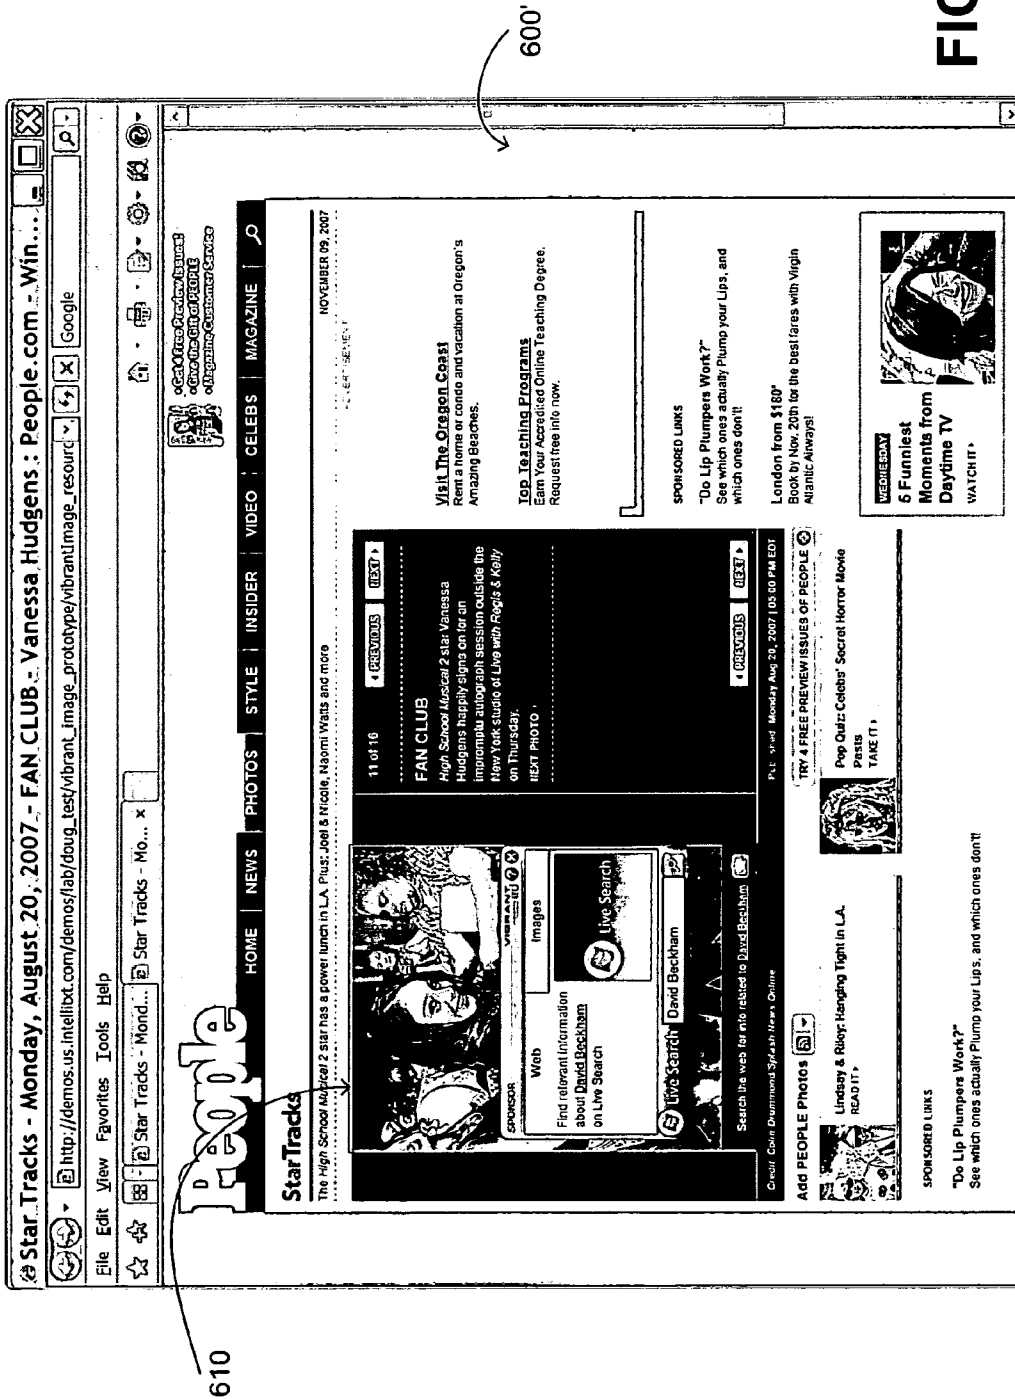 Star Tracks - Monday, August 20, 2007 - FAN CLUB - Vanessa Hudgens : People.com - Win...
http://demos.us.intellitxt.com/demos/lab/doug_test/vibrant_image_prototype/vibrantImage_resourc
Google
File Edit View Favorites Tools Help
Star Tracks - Mond...
Star Tracks - Mo... ×
People
• Get 4 Free Preview Issues!
• Give the Gift of PEOPLE
• Magazine Customer Service
HOME | NEWS | PHOTOS | STYLE | INSIDER | VIDEO | CELEBS | MAGAZINE
StarTracks
NOVEMBER 09, 2007
The High School Musical 2 star has a power lunch in L.A. Plus: Joel & Nicole, Naomi Watts and more
ADVERTISEMENT
11 of 16
PREVIOUS
NEXT
FAN CLUB
High School Musical 2 star Vanessa
Hudgens happily signs on for an
impromptu autograph session outside the
New York studio of Live with Regis & Kelly
on Thursday.
NEXT PHOTO ›
SPONSOR
VIBRANT
Web
Images
Find relevant information
about David Beckham
on Live Search
Live Search
Live Search
David Beckham
Search the web for info related to David Beckham
PREVIOUS
NEXT
Credit: Colin Drummond Splash News Online
Published Monday Aug 20, 2007 | 05:00 PM EDT
Visit The Oregon Coast
Rent a home or condo and vacation at Oregon's
Amazing Beaches.
Top Teaching Programs
Earn Your Accredited Online Teaching Degree.
Request free info now.
SPONSORED LINKS
"Do Lip Plumpers Work?"
See which ones actually Plump your Lips, and
which ones don't!
London from $180*
Book by Nov. 20th for the best fares with Virgin
Atlantic Airways!
Add PEOPLE Photos
TRY 4 FREE PREVIEW ISSUES OF PEOPLE
Lindsay & Riley: Hanging Tight in L.A.
READ IT ›
Pop Quiz: Celebs' Secret Horror Movie
Pasts
TAKE IT ›
WEDNESDAY
6 Funniest
Moments from
Daytime TV
WATCH IT ›
SPONSORED LINKS
"Do Lip Plumpers Work?"
See which ones actually Plump your Lips, and which ones don't!
610
600'
FIG